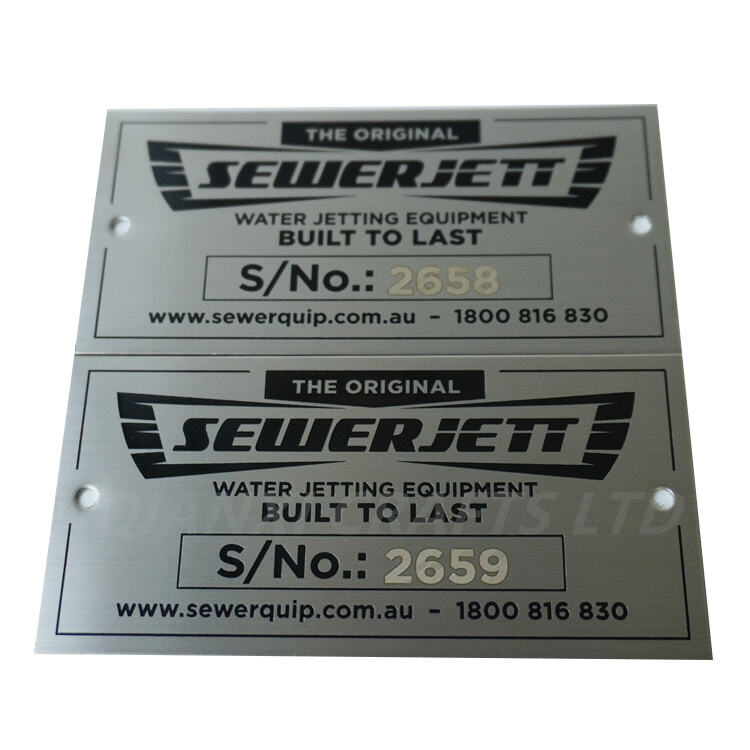 THE ORIGINAL
SEWERJETT
WATER JETTING EQUIPMENT
BUILT TO LAST
S/No.: 2658
www.sewerquip.com.au - 1800 816 830
THE ORIGINAL
SEWERJETT
WATER JETTING EQUIPMENT
BUILT TO LAST
S/No.: 2659
www.sewerquip.com.au - 1800 816 830